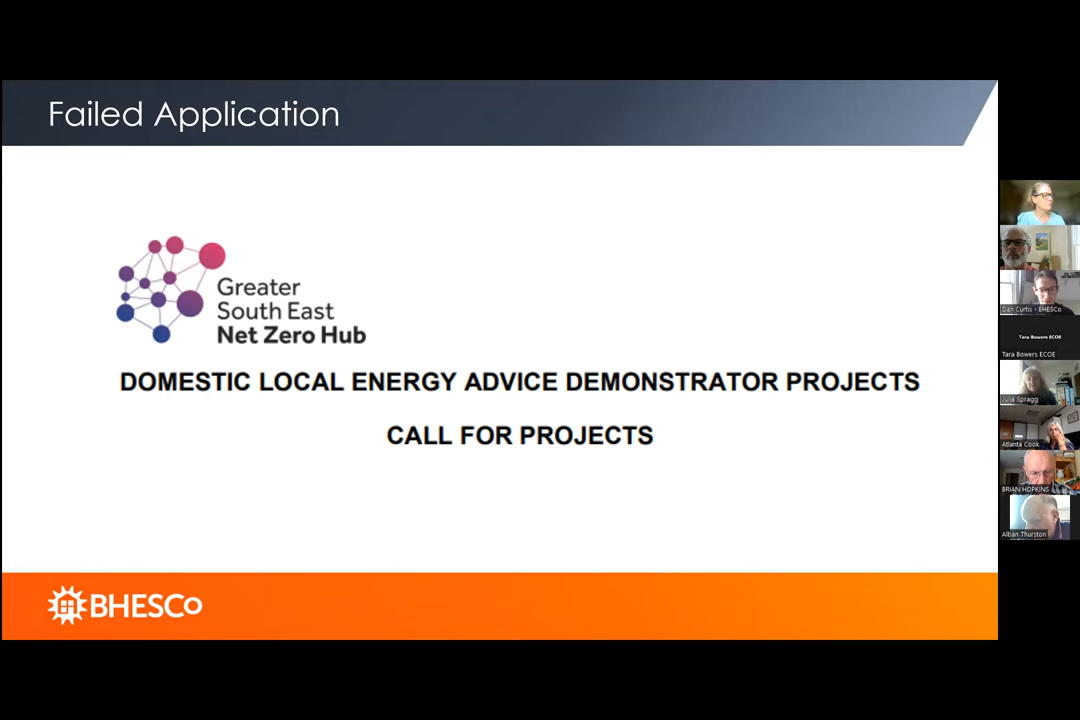 Failed Application
Greater
South East
Net Zero Hub
DOMESTIC LOCAL ENERGY ADVICE DEMONSTRATOR PROJECTS
CALL FOR PROJECTS
BHESCo
Dan Curtis - BHESCo
Tara Bowers ECOE
Tara Bowers ECOE
Julia Spragg
Atlanta Cook
BRIAN HOPKINS
Alban Thurston